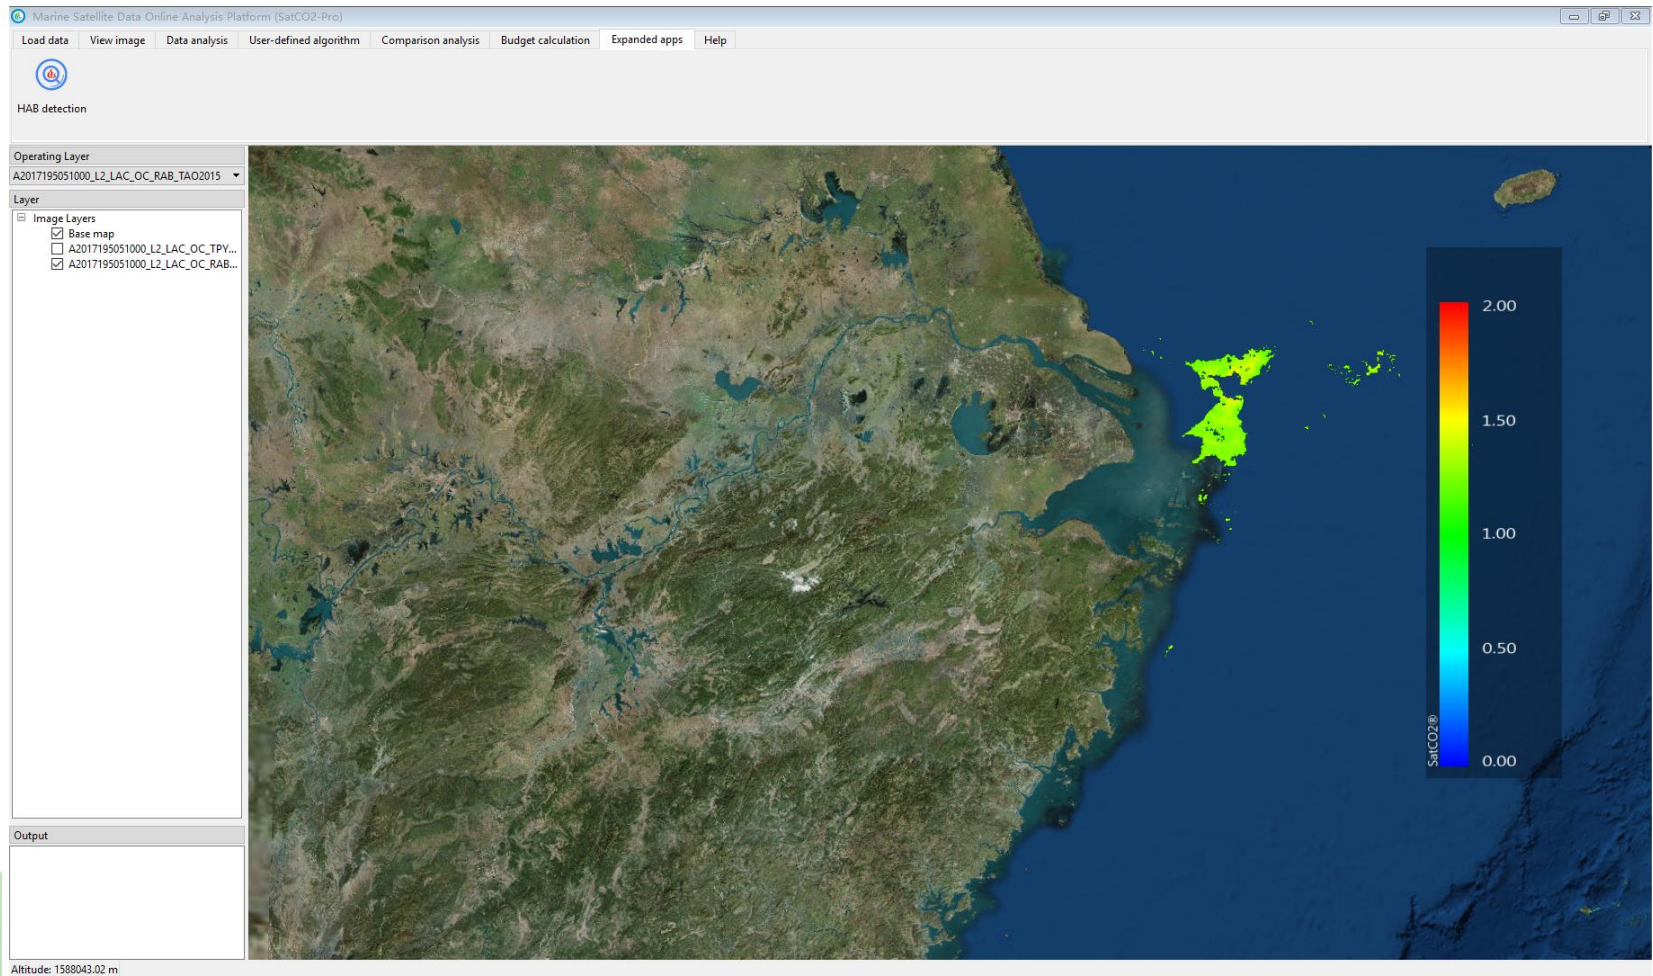 Marine Satellite Data Online Analysis Platform (SatCO2-Pro)
Load data View image Data analysis User-defined algorithm Comparison analysis Budget calculation Expanded apps Help
HAB detection
Operating Layer
A2017195051000_L2_LAC_OC_RAB_TAO2015
Layer
Image Layers
Base map
A2017195051000_L2_LAC_OC_TPY...
A2017195051000_L2_LAC_OC_RAB...
2.00
1.50
1.00
0.50
0.00
SatCO2®
Output
Altitude: 1588043.02 m